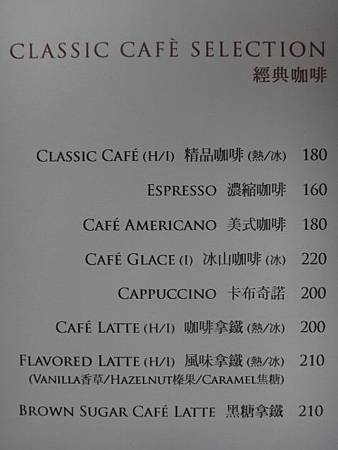 CLASSIC CAFÈ SELECTION
經典咖啡
CLASSIC CAFÉ (H/I) 精品咖啡 (熱/冰) 180
ESPRESSO 濃縮咖啡 160
CAFÉ AMERICANO 美式咖啡 180
CAFÉ GLACE (I) 冰山咖啡 (冰) 220
CAPPUCCINO 卡布奇諾 200
CAFÉ LATTE (H/I) 咖啡拿鐵 (熱/冰) 200
FLAVORED LATTE (H/I) 風味拿鐵 (熱/冰) 210
(VANILLA香草/HAZELNUT榛果/CARAMEL焦糖)
BROWN SUGAR CAFÉ LATTE 黑糖拿鐵 210